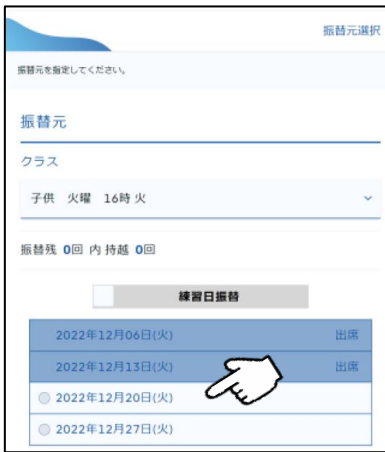 振替元選択
振替元を指定してください。
振替元
クラス
子供 火曜 16時 火
振替残 0回 内 持越 0回
練習日振替
2022年12月06日(火) 出席
2022年12月13日(火) 出席
2022年12月20日(火)
2022年12月27日(火)